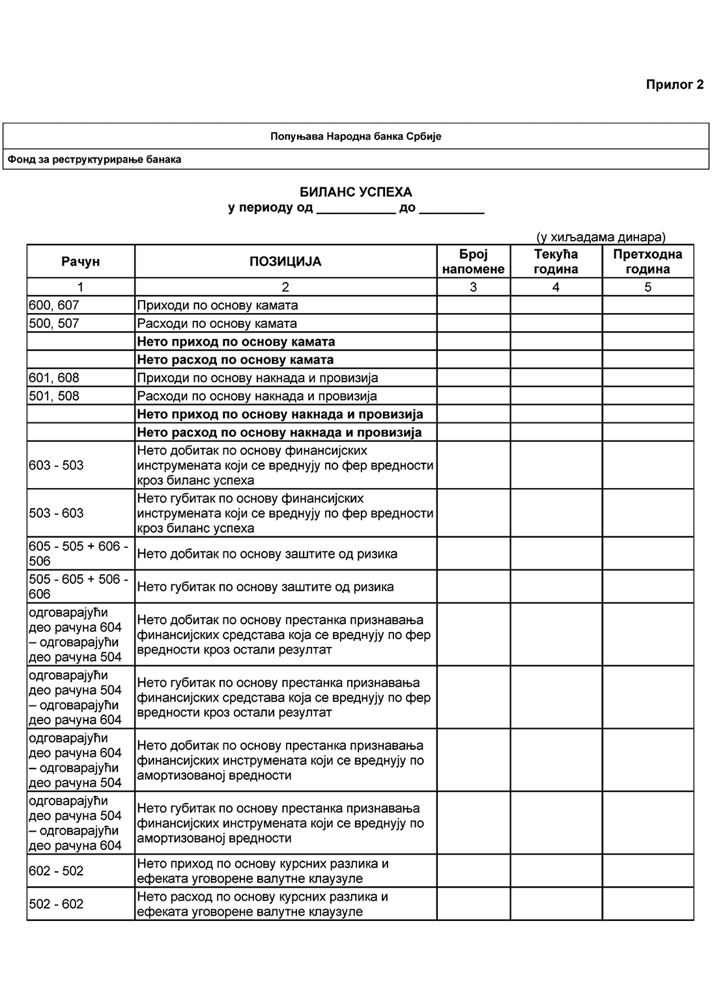 Прилог 2
Попуњава Народна банка Србије
Фонд за реструктурирање банака
БИЛАНС УСПЕХА
у периоду од ___________ до _________
(у хиљадама динара)
Рачун ПОЗИЦИЈА Број напомене Текућа година Претходна година
1 2 3 4 5
600, 607 Приходи по основу камата
500, 507 Расходи по основу камата
Нето приход по основу камата
Нето расход по основу камата
601, 608 Приходи по основу накнада и провизија
501, 508 Расходи по основу накнада и провизија
Нето приход по основу накнада и провизија
Нето расход по основу накнада и провизија
603 - 503
Нето добитак по основу финансијских
инструмената који се вреднују по фер вредности
кроз биланс успеха
503 - 603
Нето губитак по основу финансијских
инструмената који се вреднују по фер вредности
кроз биланс успеха
605 - 505 + 606 -
506
Нето добитак по основу заштите од ризика
505 - 605 + 506 -
606
Нето губитак по основу заштите од ризика
одговарајући
део рачуна 604
– одговарајући
део рачуна 504
Нето добитак по основу престанка признавања
финансијских средстава која се вреднују по фер
вредности кроз остали резултат
одговарајући
део рачуна 504
– одговарајући
део рачуна 604
Нето губитак по основу престанка признавања
финансијских средстава која се вреднују по фер
вредности кроз остали резултат
одговарајући
део рачуна 604
– одговарајући
део рачуна 504
Нето добитак по основу престанка признавања
финансијских инструмената који се вреднују по
амортизованој вредности
одговарајући
део рачуна 504
– одговарајући
део рачуна 604
Нето губитак по основу престанка признавања
финансијских инструмената који се вреднују по
амортизованој вредности
602 - 502
Нето приход по основу курсних разлика и
ефеката уговорене валутне клаузуле
502 - 602
Нето расход по основу курсних разлика и
ефеката уговорене валутне клаузуле